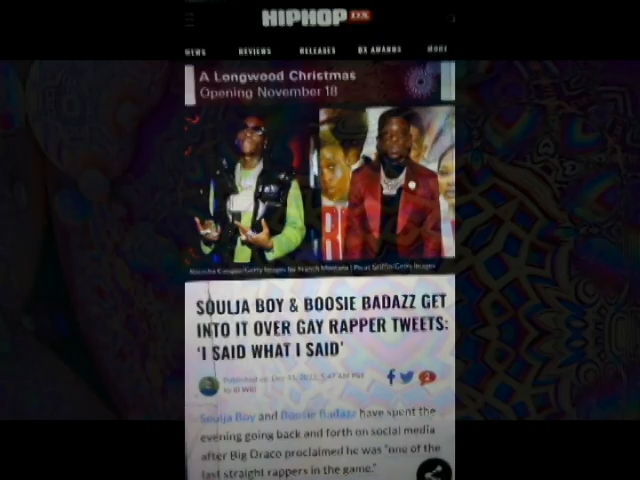 HIPHOP DX
NEWS REVIEWS RELEASES DX AWARDS MORE
A Longwood Christmas
Opening November 18
SOULJA BOY & BOOSIE BADAZZ GET
INTO IT OVER GAY RAPPER TWEETS:
'I SAID WHAT I SAID'
Published on
by
Soulja Boy and Boosie Badazz have spent the
evening going back and forth on social media
after Big Draco proclaimed he was "one of the
last straight rappers in the game."